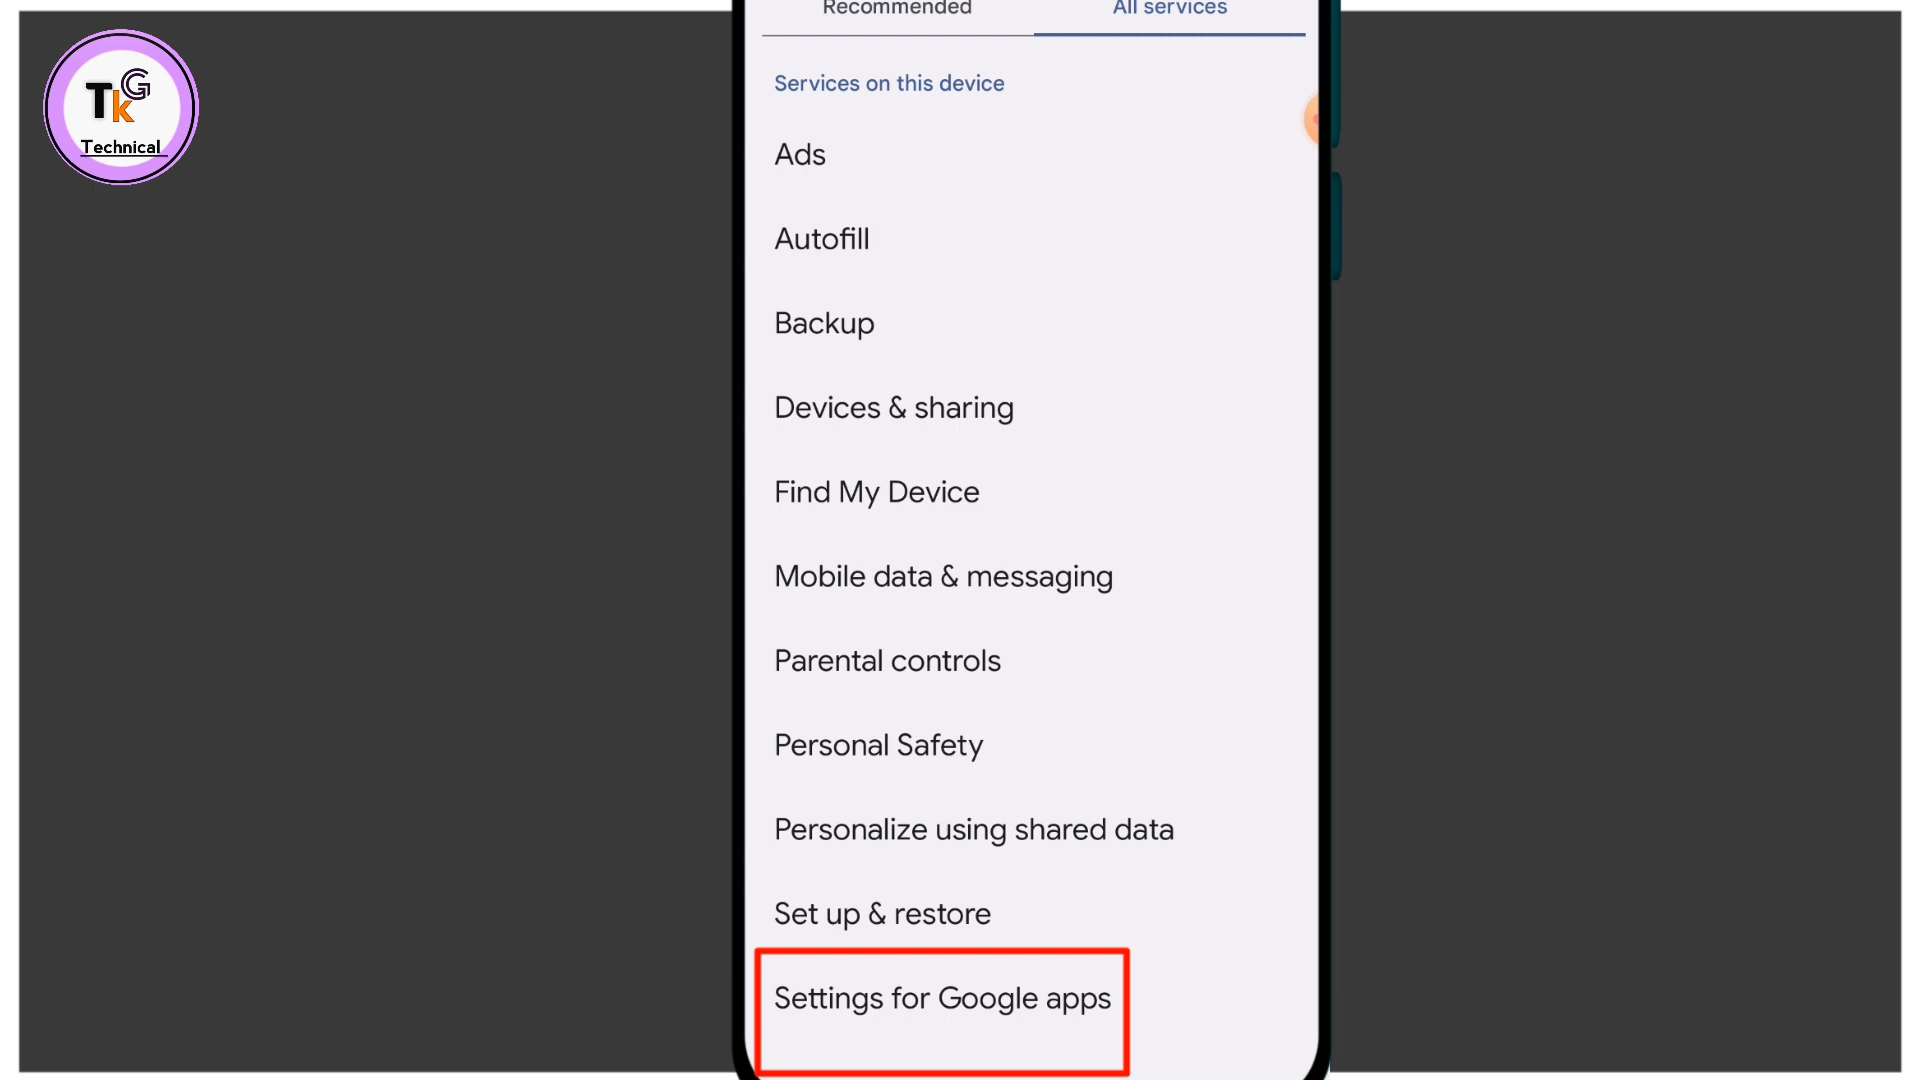 TkG
Technical
Recommended
All services
Services on this device
Ads
Autofill
Backup
Devices & sharing
Find My Device
Mobile data & messaging
Parental controls
Personal Safety
Personalize using shared data
Set up & restore
Settings for Google apps